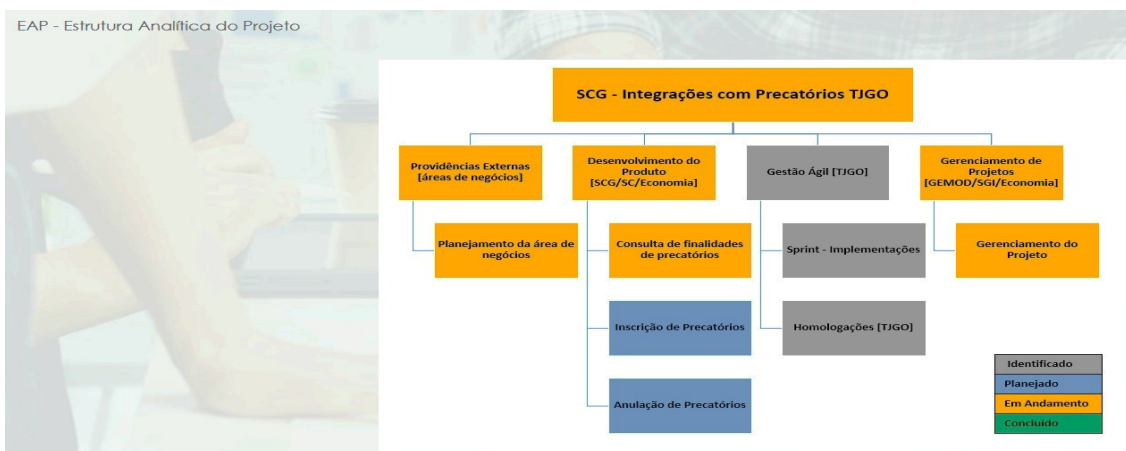 EAP - Estrutura Analítica do Projeto
SCG - Integrações com Precatórios TJGO
Providências Externas
[áreas de negócios]
Desenvolvimento do
Produto
[SCG/SC/Economia]
Gestão Ágil [TJGO]
Gerenciamento de
Projetos
[GEMOD/SGI/Economia]
Planejamento da área de
negócios
Consulta de finalidades
de precatórios
Sprint - Implementações
Gerenciamento do
Projeto
Inscrição de Precatórios
Homologações [TJGO]
Anulação de Precatórios
Identificado
Planejado
Em Andamento
Concluído